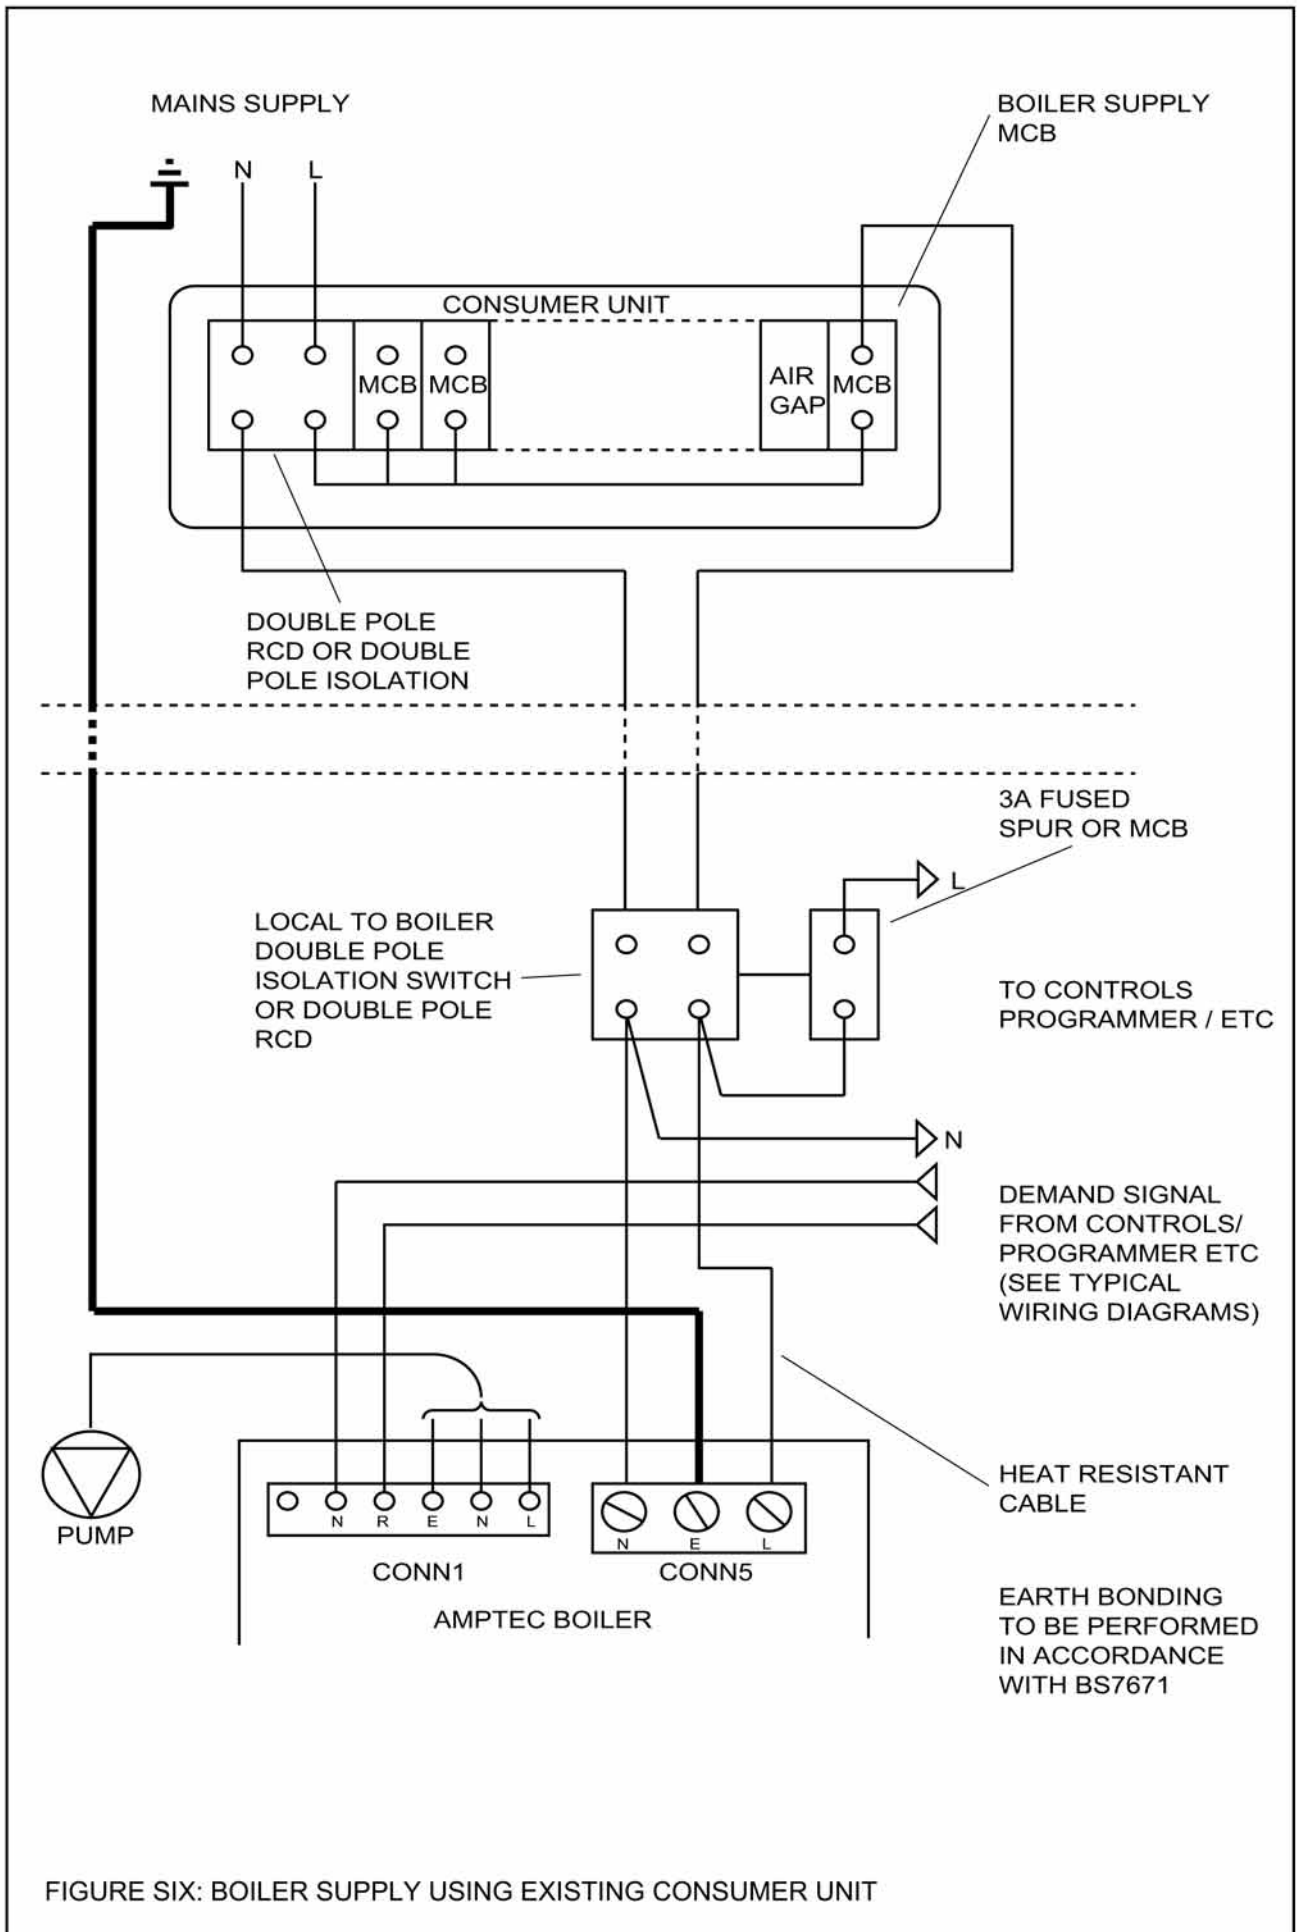 MAINS SUPPLY
BOILER SUPPLY
MCB
N
L
CONSUMER UNIT
MCB
MCB
AIR
GAP
MCB
DOUBLE POLE
RCD OR DOUBLE
POLE ISOLATION
3A FUSED
SPUR OR MCB
L
LOCAL TO BOILER
DOUBLE POLE
ISOLATION SWITCH
OR DOUBLE POLE
RCD
TO CONTROLS
PROGRAMMER / ETC
N
DEMAND SIGNAL
FROM CONTROLS/
PROGRAMMER ETC
(SEE TYPICAL
WIRING DIAGRAMS)
HEAT RESISTANT
CABLE
PUMP
N R E N L
N E L
CONN1
CONN5
AMPTEC BOILER
EARTH BONDING
TO BE PERFORMED
IN ACCORDANCE
WITH BS7671
FIGURE SIX: BOILER SUPPLY USING EXISTING CONSUMER UNIT